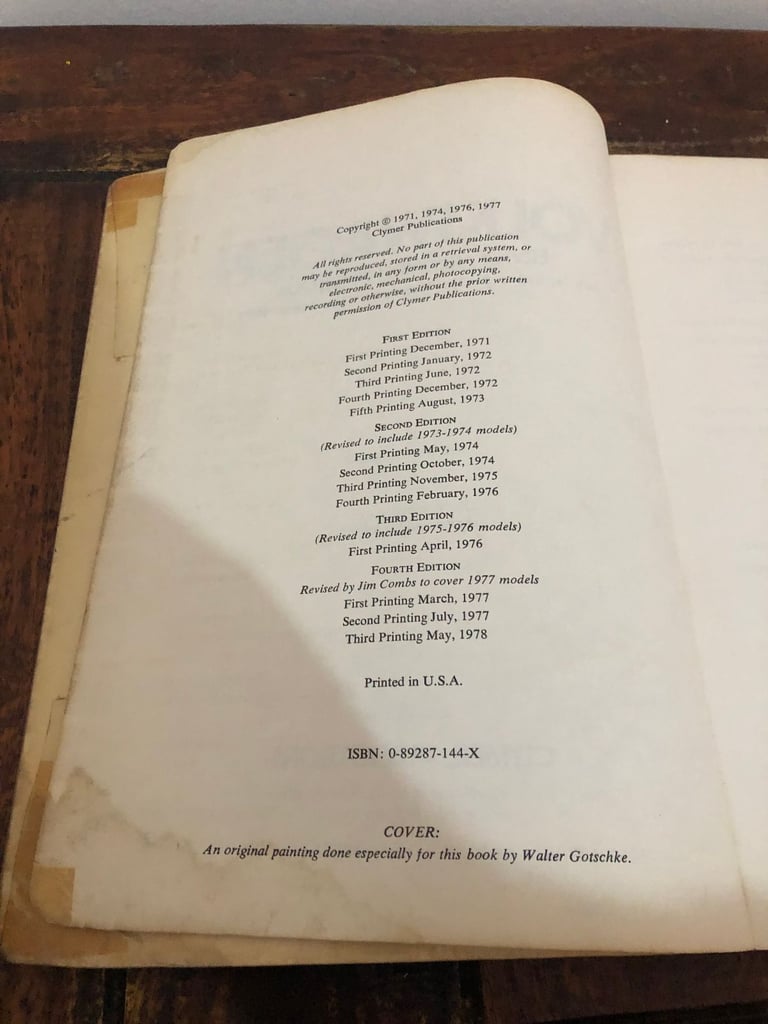 Copyright © 1971, 1974, 1976, 1977
Clymer Publications
All rights reserved. No part of this publication
may be reproduced, stored in a retrieval system, or
transmitted, in any form or by any means,
electronic, mechanical, photocopying,
recording or otherwise, without the prior written
permission of Clymer Publications.
FIRST EDITION
First Printing December, 1971
Second Printing January, 1972
Third Printing June, 1972
Fourth Printing December, 1972
Fifth Printing August, 1973
SECOND EDITION
(Revised to include 1973-1974 models)
First Printing May, 1974
Second Printing October, 1974
Third Printing November, 1975
Fourth Printing February, 1976
THIRD EDITION
(Revised to include 1975-1976 models)
First Printing April, 1976
FOURTH EDITION
Revised by Jim Combs to cover 1977 models
First Printing March, 1977
Second Printing July, 1977
Third Printing May, 1978
Printed in U.S.A.
ISBN: 0-89287-144-X
COVER:
An original painting done especially for this book by Walter Gotschke.